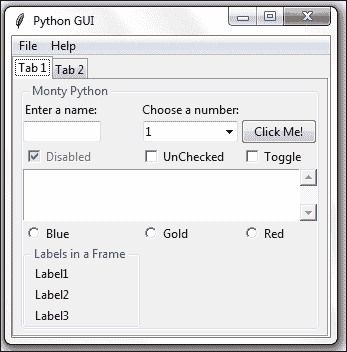 Python GUI
File Help
Tab 1 Tab 2
Monty Python
Enter a name: Choose a number:
1 Click Me!
Disabled UnChecked Toggle
Blue Gold Red
Labels in a Frame
Label1
Label2
Label3